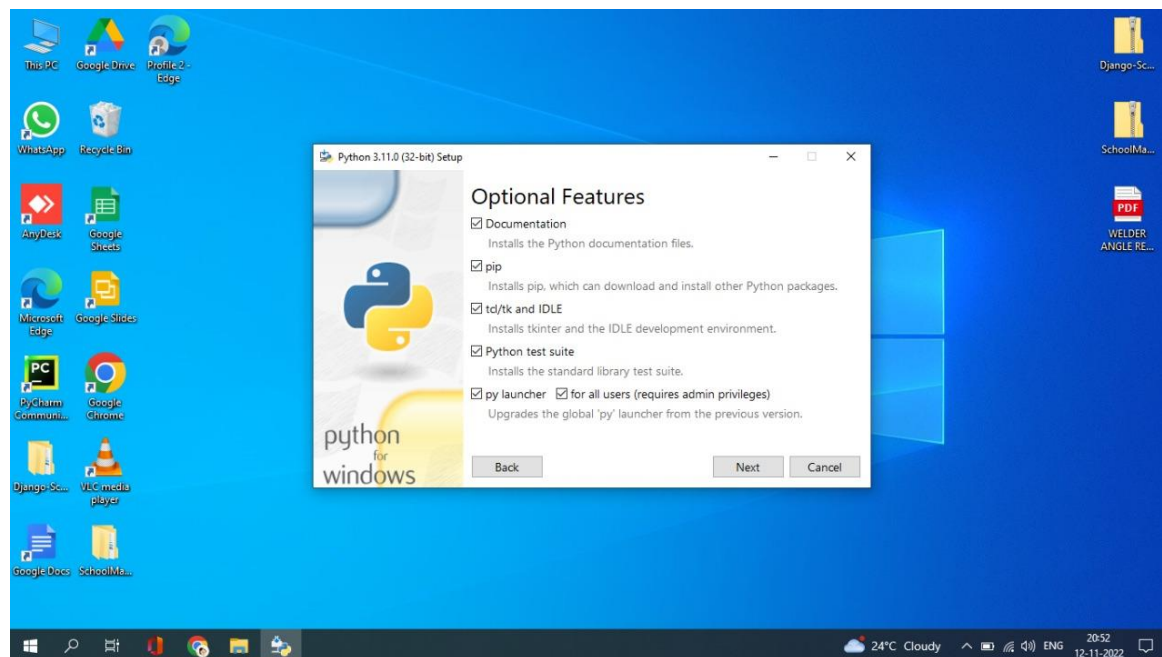 This PC
Google Drive
Profile 2 -
Edge
WhatsApp
Recycle Bin
AnyDesk
Google
Sheets
Microsoft
Edge
Google Slides
PC
PyCharm
Communi...
Google
Chrome
Django-Sc...
VLC media
player
Google Docs
SchoolMa...
Python 3.11.0 (32-bit) Setup
Optional Features
Documentation
Installs the Python documentation files.
pip
Installs pip, which can download and install other Python packages.
tcl/tk and IDLE
Installs tkinter and the IDLE development environment.
Python test suite
Installs the standard library test suite.
py launcher for all users (requires admin privileges)
Upgrades the global 'py' launcher from the previous version.
python
for
windows
Back
Next
Cancel
Django-Sc...
SchoolMa...
PDF
WELDER
ANGLE RE...
24°C Cloudy
ENG
20:52
12-11-2022